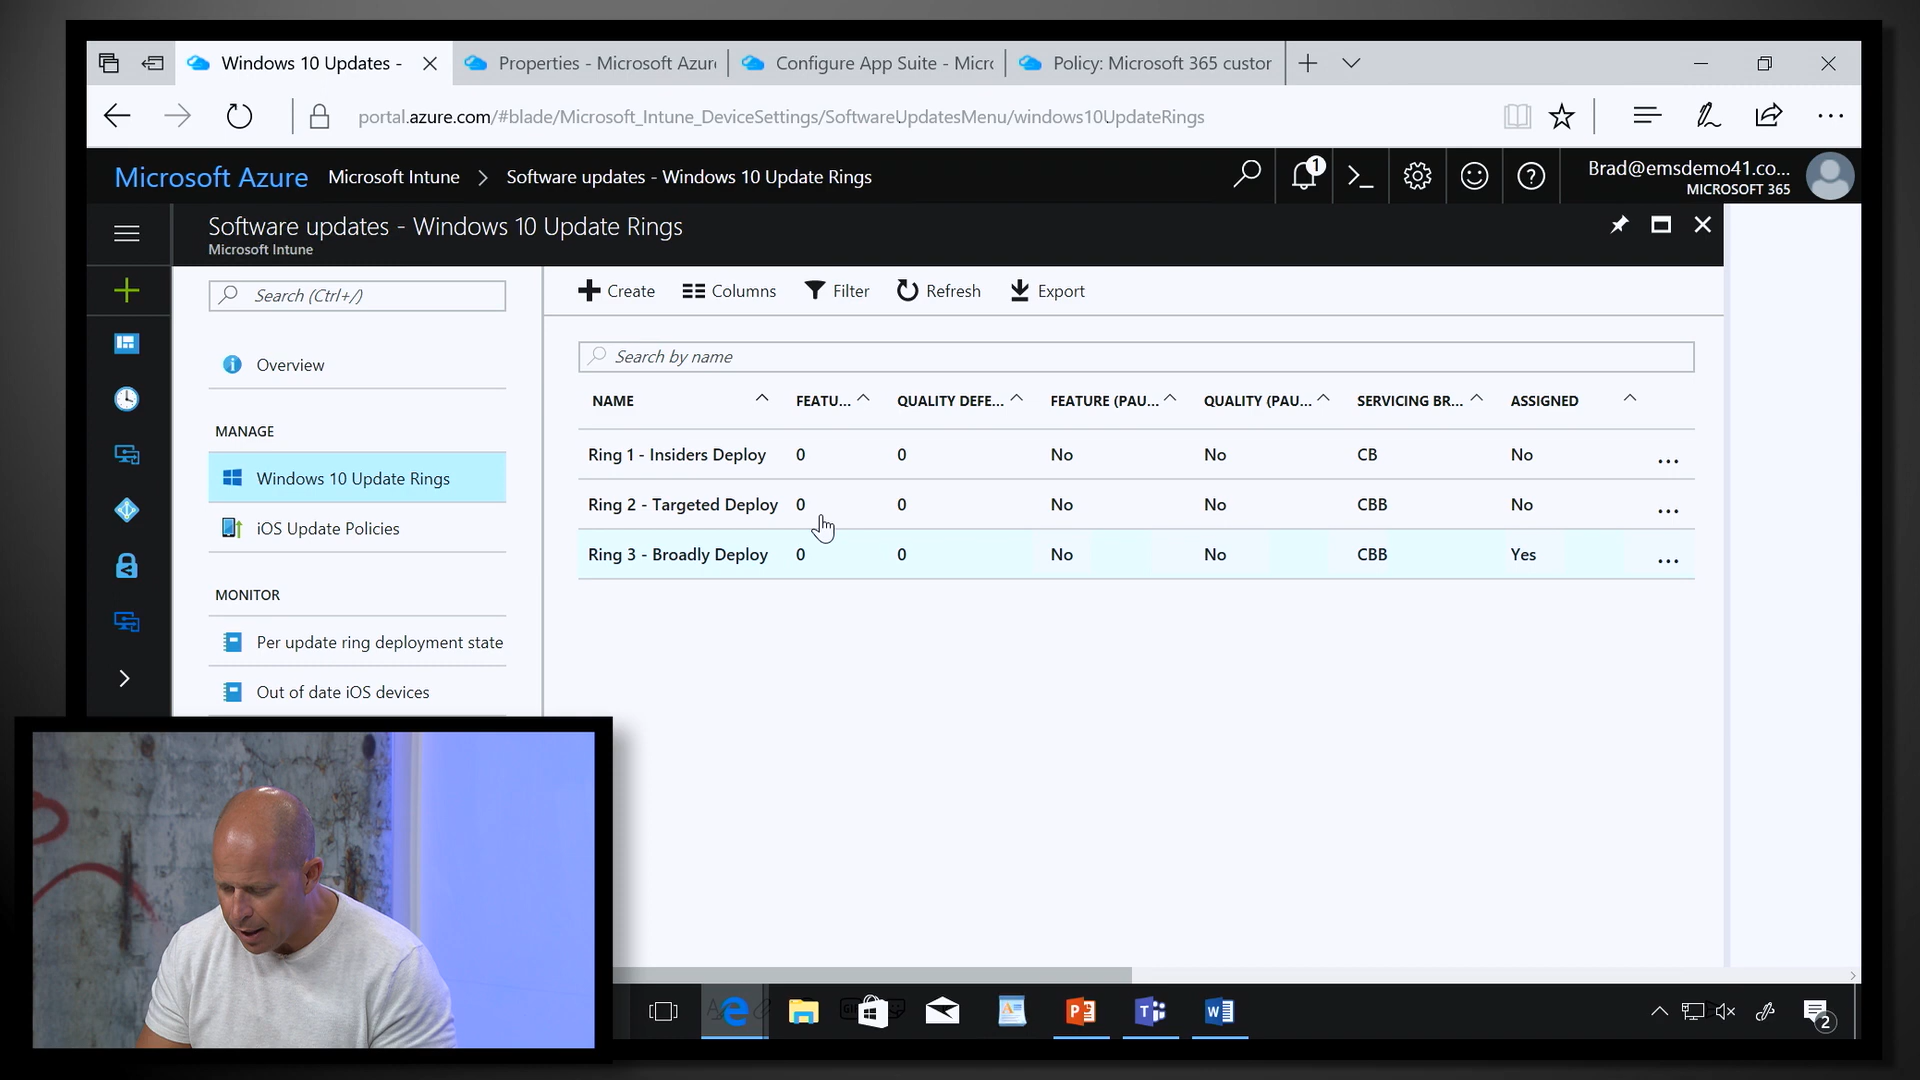 Windows 10 Updates -
Properties - Microsoft Azur
Configure App Suite - Micr
Policy: Microsoft 365 custor
portal.azure.com/#blade/Microsoft_Intune_DeviceSettings/SoftwareUpdatesMenu/windows10UpdateRings
Microsoft Azure Microsoft Intune > Software updates - Windows 10 Update Rings
1
Brad@emsdemo41.co...
MICROSOFT 365
Software updates - Windows 10 Update Rings
Microsoft Intune
Search (Ctrl+/)
Overview
MANAGE
Windows 10 Update Rings
iOS Update Policies
MONITOR
Per update ring deployment state
Out of date iOS devices
Create Columns Filter Refresh Export
Search by name
NAME FEATU... QUALITY DEFE... FEATURE (PAU... QUALITY (PAU... SERVICING BR... ASSIGNED
Ring 1 - Insiders Deploy 0 0 No No CB No ...
Ring 2 - Targeted Deploy 0 0 No No CBB No ...
Ring 3 - Broadly Deploy 0 0 No No CBB Yes ...
2